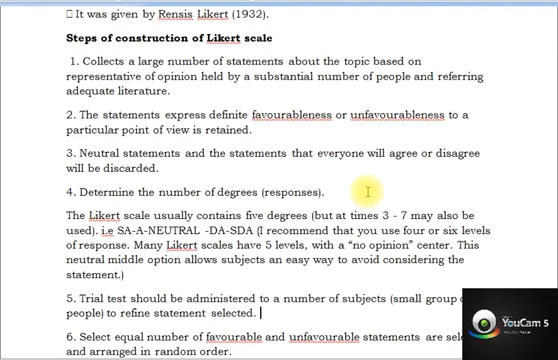 It was given by Rensis Likert (1932).
Steps of construction of Likert scale
1. Collects a large number of statements about the topic based on
representative of opinion held by a substantial number of people and referring
adequate literature.
2. The statements express definite favourableness or unfavourableness to a
particular point of view is retained.
3. Neutral statements and the statements that everyone will agree or disagree
will be discarded.
4. Determine the number of degrees (responses).
The Likert scale usually contains five degrees (but at times 3 - 7 may also be
used). i.e SA-A-NEUTRAL -DA-SDA (I recommend that you use four or six levels
of response. Many Likert scales have 5 levels, with a “no opinion” center. This
neutral middle option allows subjects an easy way to avoid considering the
statement.)
5. Trial test should be administered to a number of subjects (small group
people) to refine statement selected.
6. Select equal number of favourable and unfavourable statements are
and arranged in random order.
YouCam 5